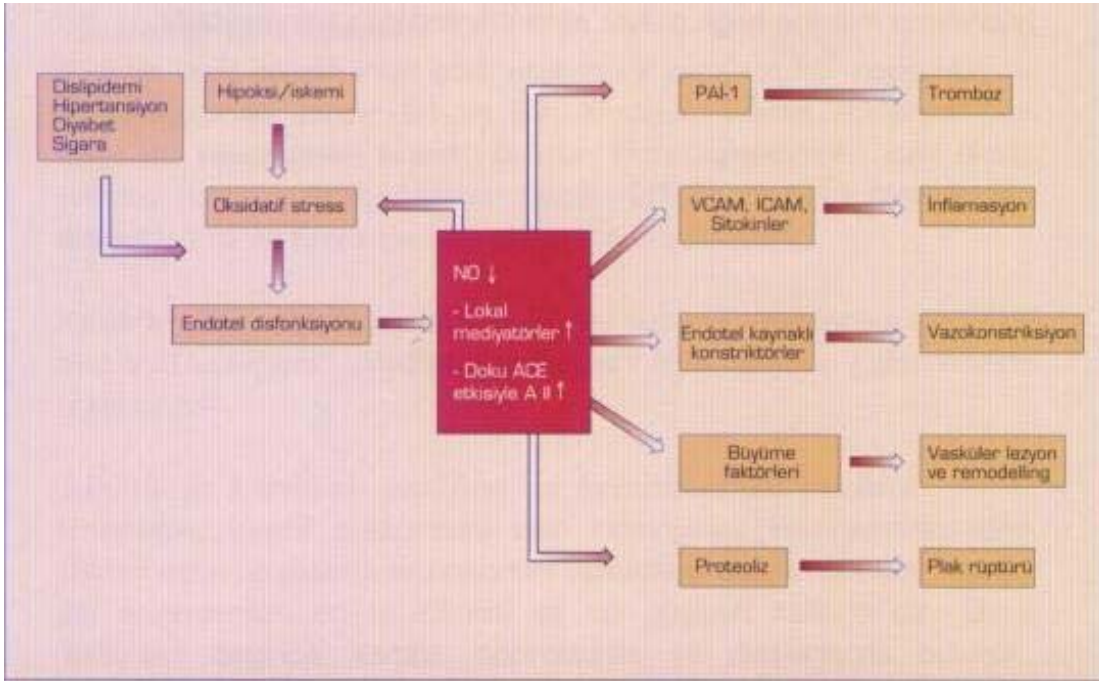 Dislipidemi
Hipertansiyon
Diyabet
Sigara
Hipoksi/iskemi
Oksidatif stress
Endotel disfonksiyonu
NO ↓
- Lokal
mediyatörler ↑
- Doku ACE
etkisiyle A II ↑
PAİ-1
Tromboz
VCAM, ICAM,
Sitokinler
İnflamasyon
Endotel kaynaklı
konstriktörler
Vazokonstriksiyon
Büyüme
faktörleri
Vasküler lezyon
ve remodelling
Proteoliz
Plak rüptürü